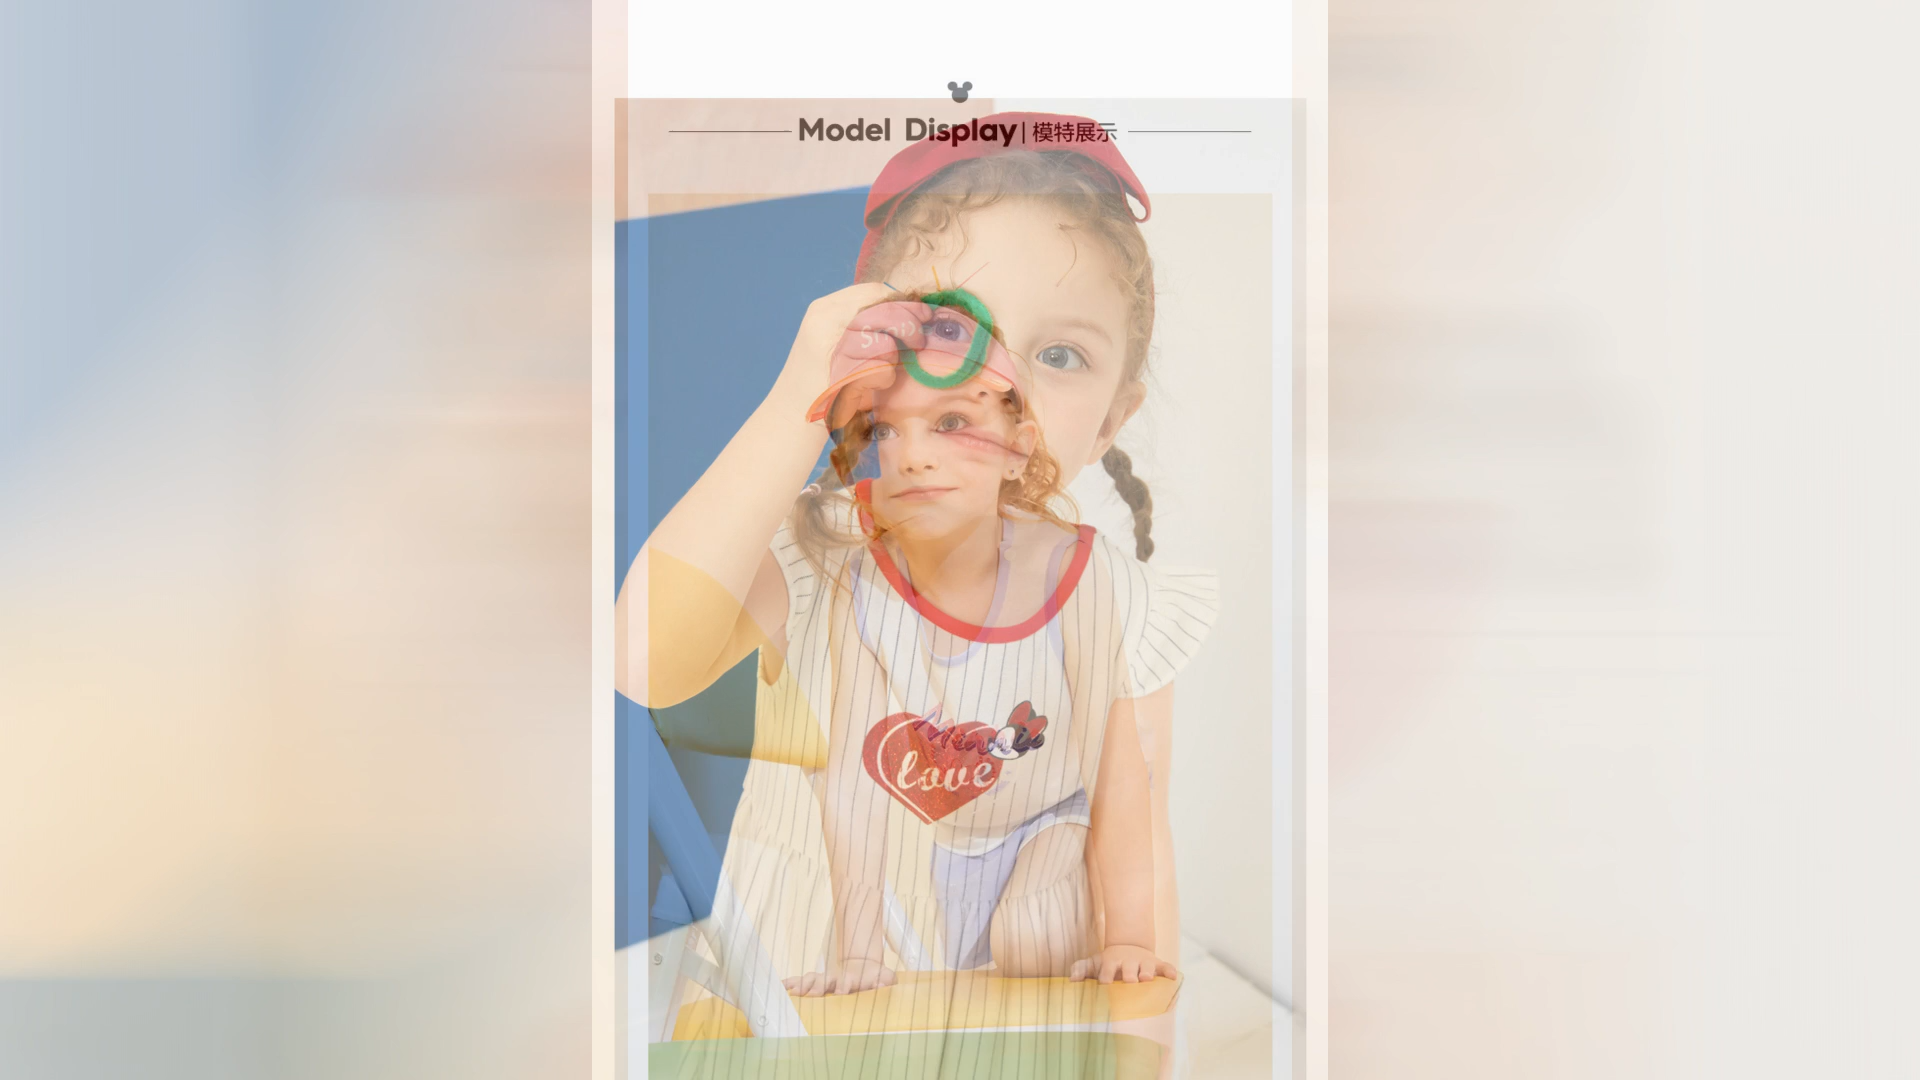 Model Display | 模特展示
Minnie
love